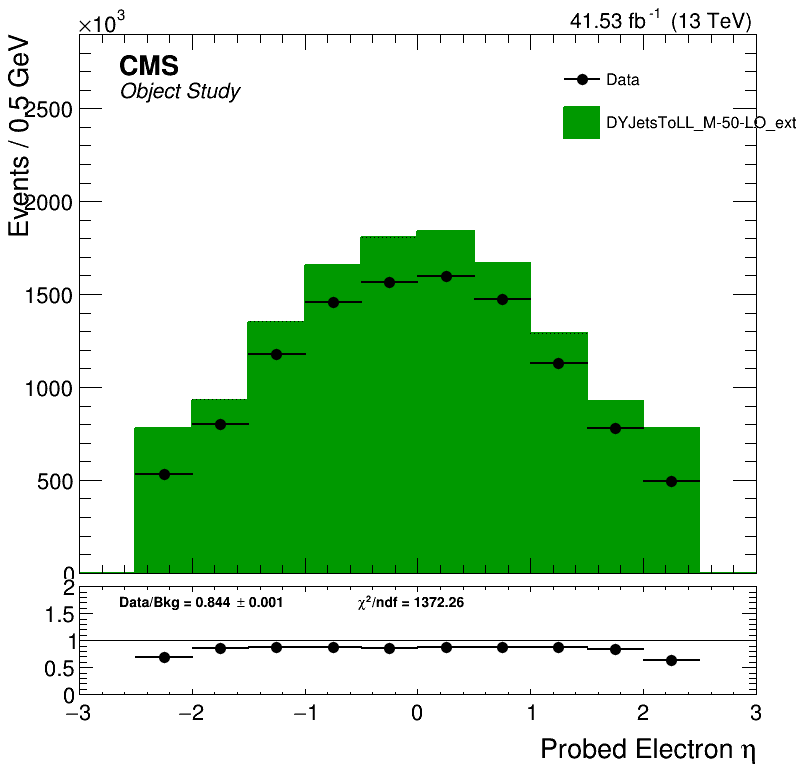 ×10³
41.53 fb⁻¹ (13 TeV)
Events / 0.5 GeV
CMS
Object Study
Data
DYJetsToLL_M-50-LO_ext
2500
2000
1500
1000
500
0
Data/Bkg = 0.844 ± 0.001
χ²/ndf = 1372.26
2
1.5
1
0.5
0
−3 −2 −1 0 1 2 3
Probed Electron η